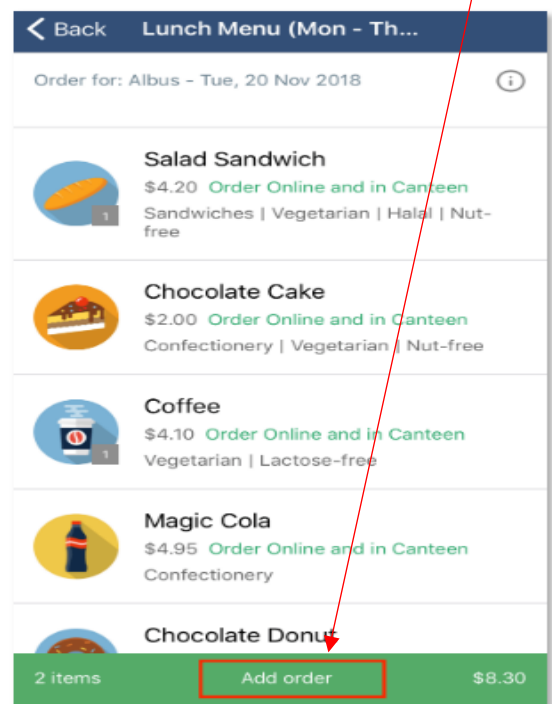 Back Lunch Menu (Mon - Th...
Order for: Albus - Tue, 20 Nov 2018
Salad Sandwich
$4.20 Order Online and in Canteen
1
Sandwiches | Vegetarian | Halal | Nut-
free
Chocolate Cake
$2.00 Order Online and in Canteen
Confectionery | Vegetarian | Nut-free
Coffee
$4.10 Order Online and in Canteen
1
Vegetarian | Lactose-free
Magic Cola
$4.95 Order Online and in Canteen
Confectionery
Chocolate Donut
2 items Add order $8.30